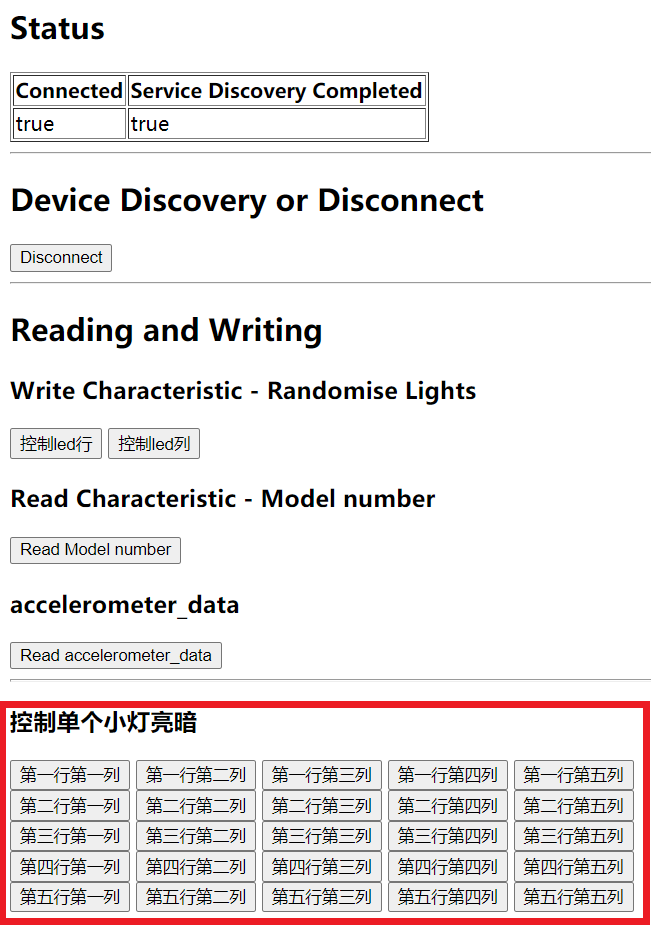 Status
Connected Service Discovery Completed
true true
Device Discovery or Disconnect
Disconnect
Reading and Writing
Write Characteristic - Randomise Lights
控制led行 控制led列
Read Characteristic - Model number
Read Model number
accelerometer_data
Read accelerometer_data
控制单个小灯亮暗
第一行第一列 第一行第二列 第一行第三列 第一行第四列 第一行第五列
第二行第一列 第二行第二列 第二行第三列 第二行第四列 第二行第五列
第三行第一列 第三行第二列 第三行第三列 第三行第四列 第三行第五列
第四行第一列 第四行第二列 第四行第三列 第四行第四列 第四行第五列
第五行第一列 第五行第二列 第五行第三列 第五行第四列 第五行第五列